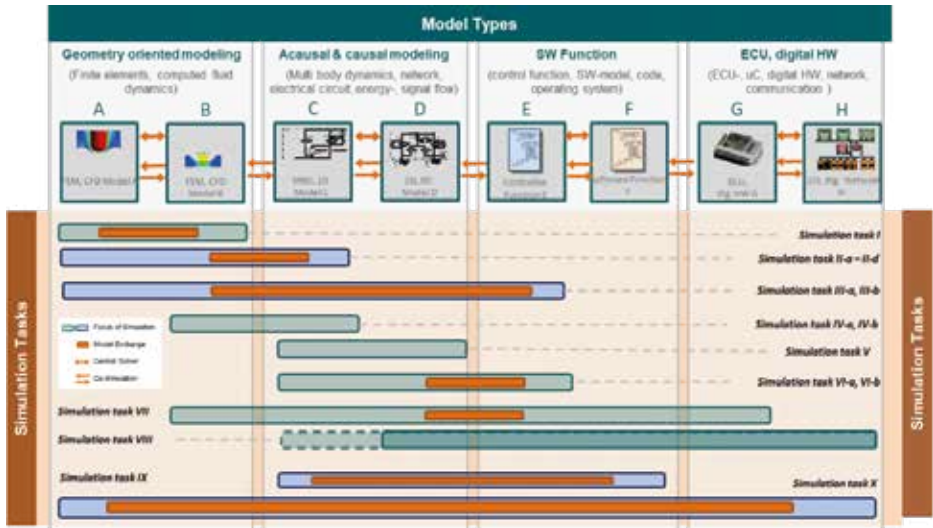 Model Types
Geometry oriented modeling
(Finite elements, computed fluid
dynamics)
A
B
Acausal & causal modeling
(Multi body dynamics, network,
electrical circuit, energy-, signal flow)
C
D
SW Function
(control function, SW-model, code,
operating system)
E
F
ECU, digital HW
(ECU-, uC, digital HW, network,
communication )
G
H
Simulation Tasks
Simulation Tasks
Simulation task I
Simulation task II-a – II-d
Simulation task III-a, III-b
Focus of Simulation
Model Exchange
Central Solver
Co-Simulation
Simulation task IV-a, IV-b
Simulation task V
Simulation task VI-a, VI-b
Simulation task VII
Simulation task VIII
Simulation task IX
Simulation task X